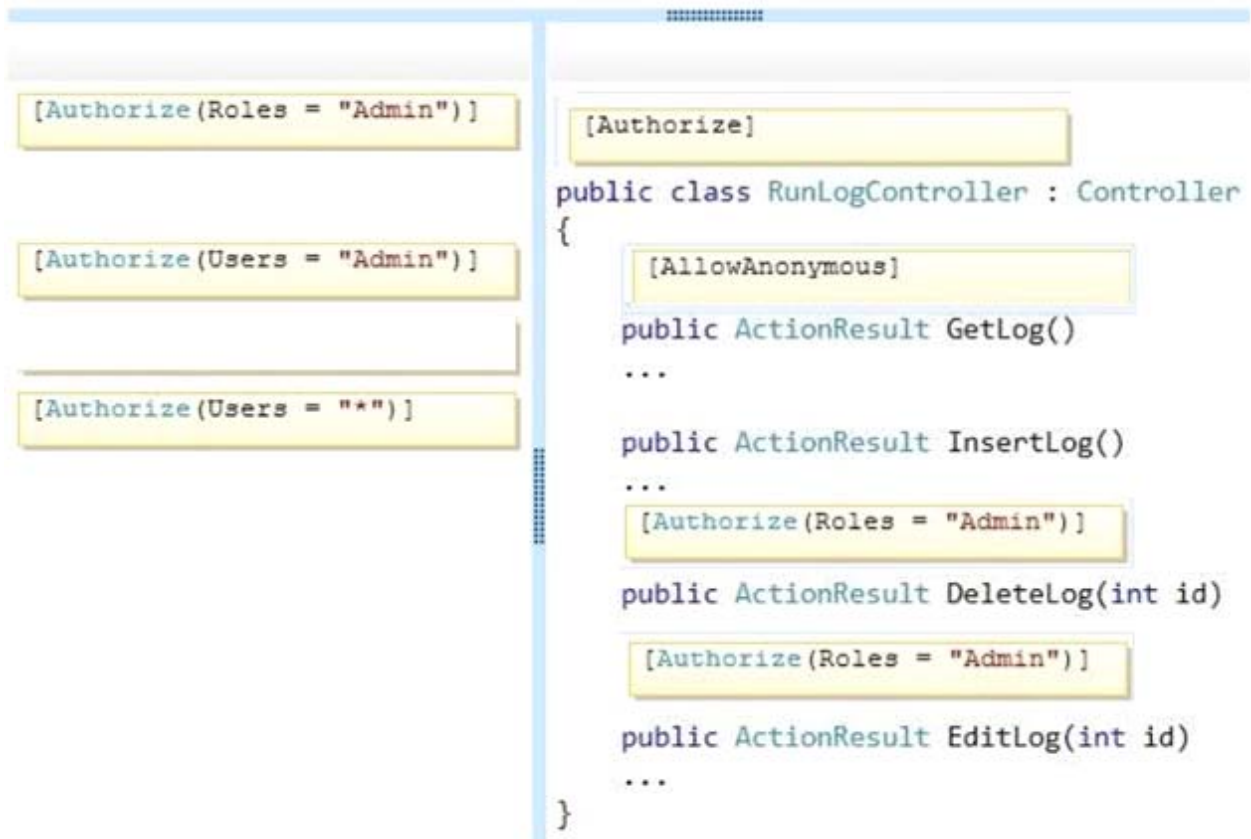 [Authorize(Roles = "Admin")]
[Authorize(Users = "Admin")]
[Authorize(Users = "*")]
[Authorize]
public class RunLogController : Controller
{
[AllowAnonymous]
public ActionResult GetLog()
...
public ActionResult InsertLog()
...
[Authorize(Roles = "Admin")]
public ActionResult DeleteLog(int id)
[Authorize(Roles = "Admin")]
public ActionResult EditLog(int id)
...
}